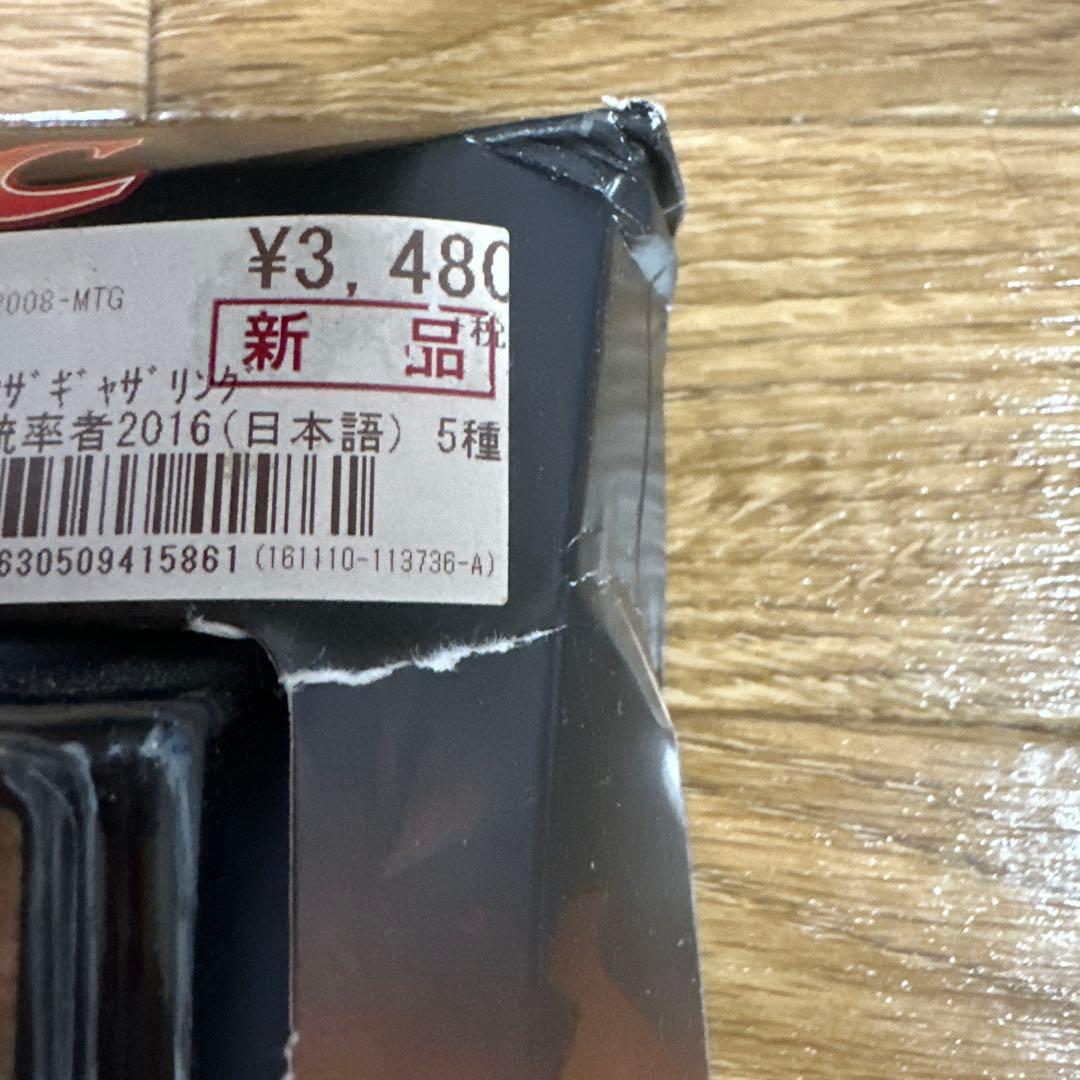 C
¥3,480
2008-MTG
+税
新品
ｻﾞｷﾞｬｻﾞﾘﾝｸﾞ
統率者2016(日本語) 5種
630509415861 (161110-113736-A)